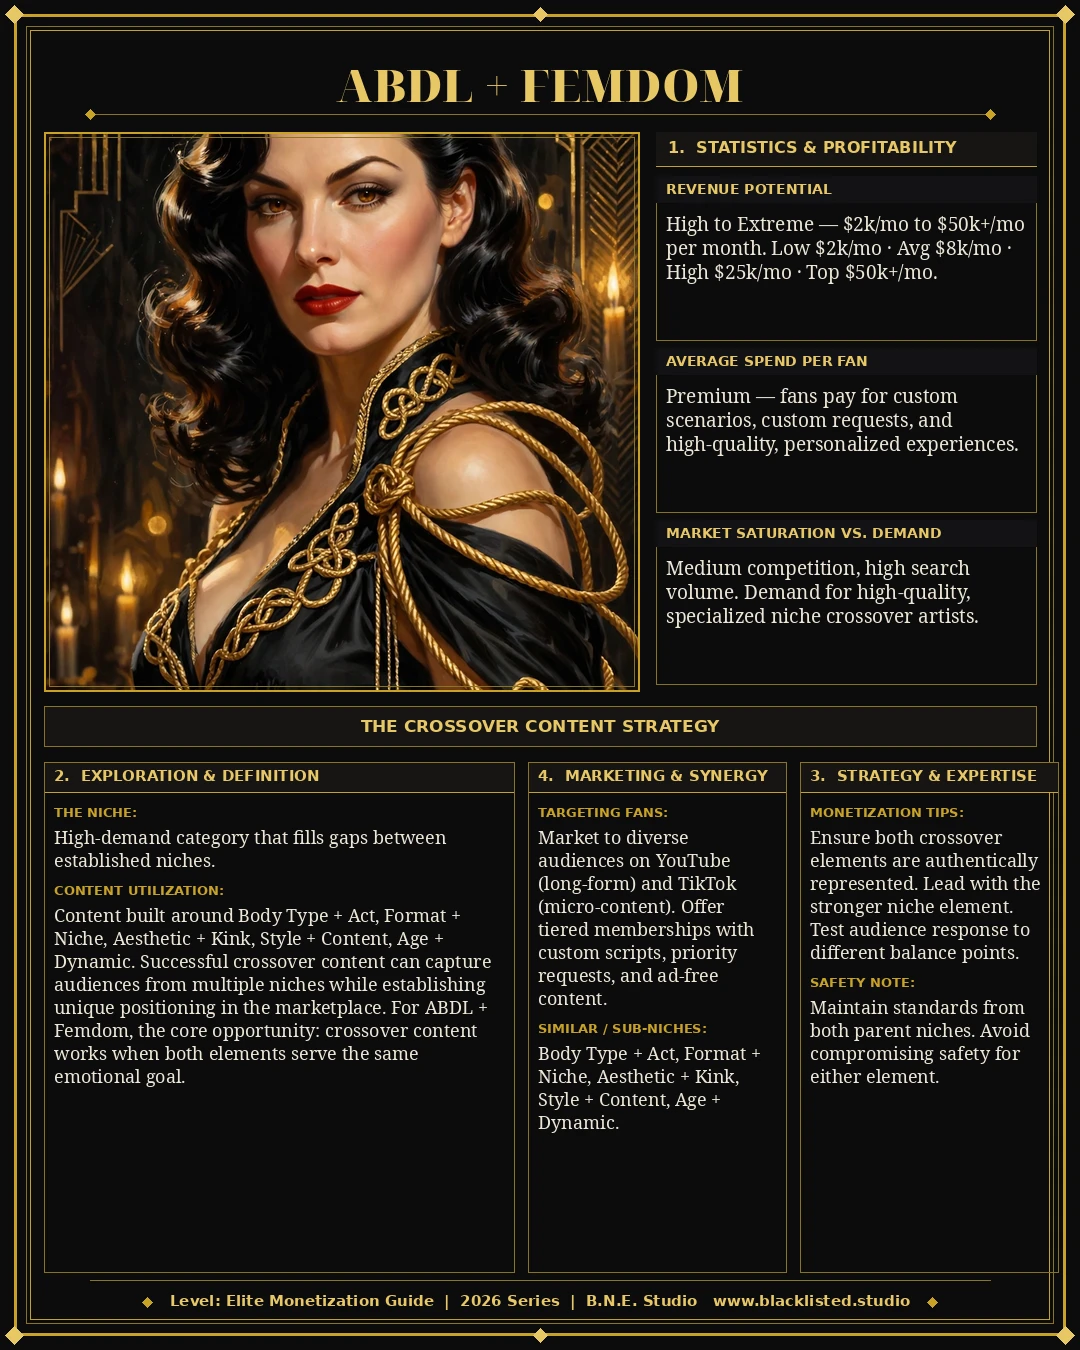 ABDL + FEMDOM
1. STATISTICS & PROFITABILITY
REVENUE POTENTIAL
High to Extreme — $2k/mo to $50k+/mo
per month. Low $2k/mo · Avg $8k/mo ·
High $25k/mo · Top $50k+/mo.
AVERAGE SPEND PER FAN
Premium — fans pay for custom
scenarios, custom requests, and
high-quality, personalized experiences.
MARKET SATURATION VS. DEMAND
Medium competition, high search
volume. Demand for high-quality,
specialized niche crossover artists.
THE CROSSOVER CONTENT STRATEGY
2. EXPLORATION & DEFINITION
THE NICHE:
High-demand category that fills gaps between
established niches.
CONTENT UTILIZATION:
Content built around Body Type + Act, Format +
Niche, Aesthetic + Kink, Style + Content, Age +
Dynamic. Successful crossover content can capture
audiences from multiple niches while establishing
unique positioning in the marketplace. For ABDL +
Femdom, the core opportunity: crossover content
works when both elements serve the same
emotional goal.
4. MARKETING & SYNERGY
TARGETING FANS:
Market to diverse
audiences on YouTube
(long-form) and TikTok
(micro-content). Offer
tiered memberships with
custom scripts, priority
requests, and ad-free
content.
SIMILAR / SUB-NICHES:
Body Type + Act, Format +
Niche, Aesthetic + Kink,
Style + Content, Age +
Dynamic.
3. STRATEGY & EXPERTISE
MONETIZATION TIPS:
Ensure both crossover
elements are authentically
represented. Lead with the
stronger niche element.
Test audience response to
different balance points.
SAFETY NOTE:
Maintain standards from
both parent niches. Avoid
compromising safety for
either element.
Level: Elite Monetization Guide | 2026 Series | B.N.E. Studio www.blacklisted.studio